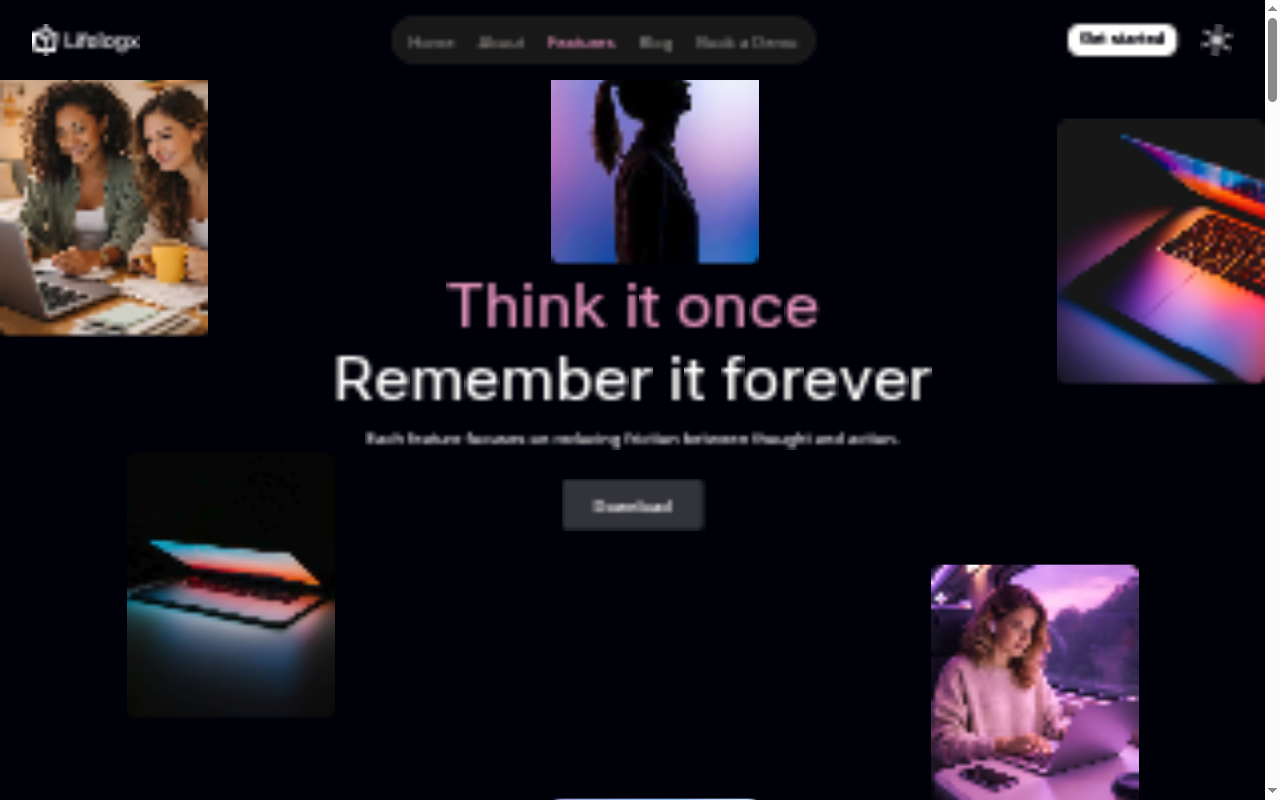 Lifelogx
Home About Features Blog Book a Demo
Get started
Think it once
Remember it forever
Each feature focuses on reducing friction between thought and action.
Download